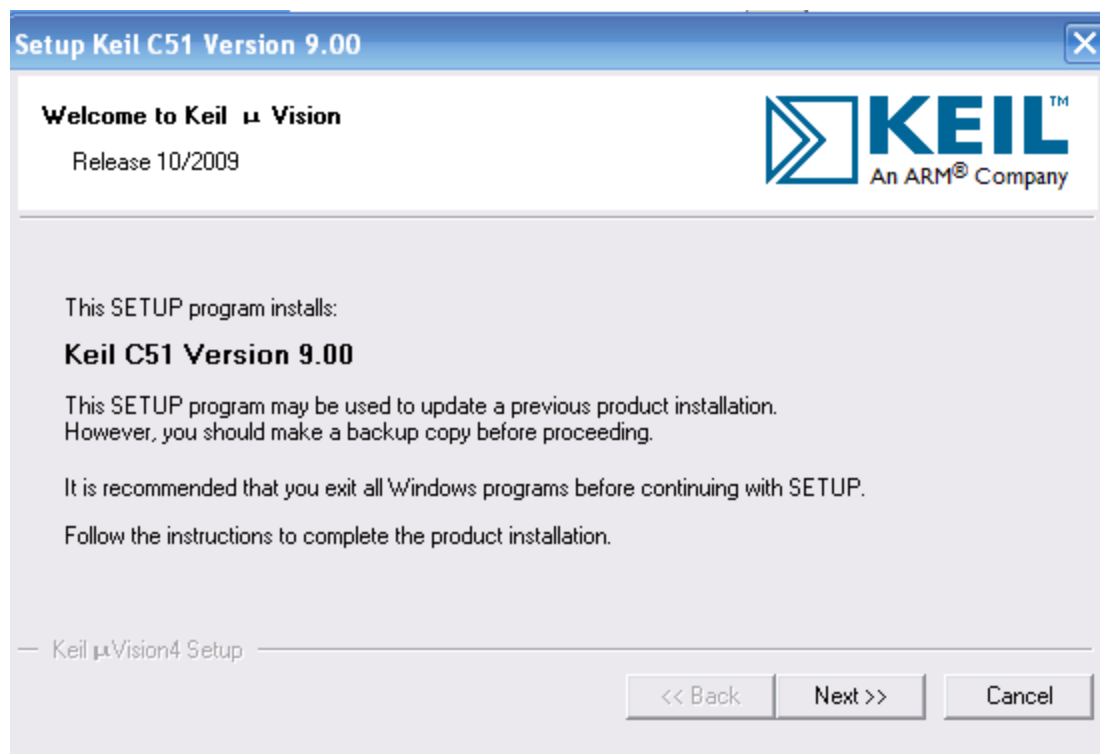 Setup Keil C51 Version 9.00
Welcome to Keil μ Vision
Release 10/2009
KEIL™
An ARM® Company
This SETUP program installs:
Keil C51 Version 9.00
This SETUP program may be used to update a previous product installation.
However, you should make a backup copy before proceeding.
It is recommended that you exit all Windows programs before continuing with SETUP.
Follow the instructions to complete the product installation.
Keil μVision4 Setup
<< Back
Next >>
Cancel